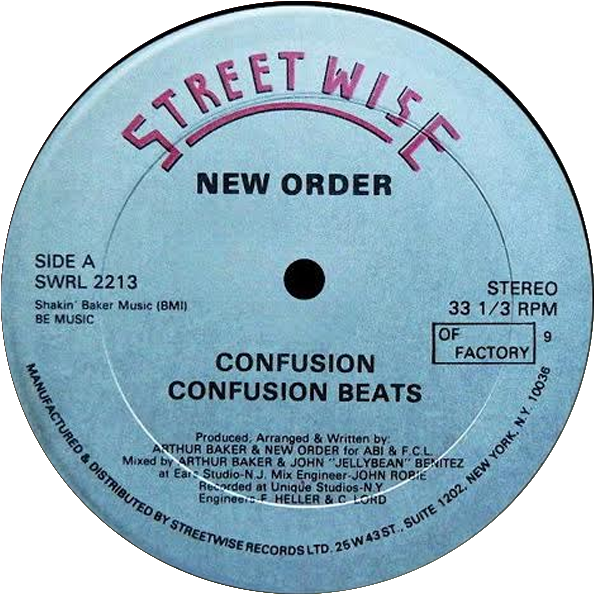 STREETWISE
NEW ORDER
SIDE A
SWRL 2213
Shakin' Baker Music (BMI)
BE MUSIC
STEREO
33 1/3 RPM
OF
FACTORY
9
CONFUSION
CONFUSION BEATS
Produced, Arranged & Written by:
ARTHUR BAKER & NEW ORDER for ABI & F.C.L.
Mixed by ARTHUR BAKER & JOHN "JELLYBEAN" BENITEZ
at Ears Studio-N.J. Mix Engineer-JOHN ROBIE
Recorded at Unique Studios-N.Y.
Engineers-F. HELLER & C. LORD
MANUFACTURED & DISTRIBUTED BY STREETWISE RECORDS LTD. 25 W 43 ST., SUITE 1202, NEW YORK, N.Y. 10036